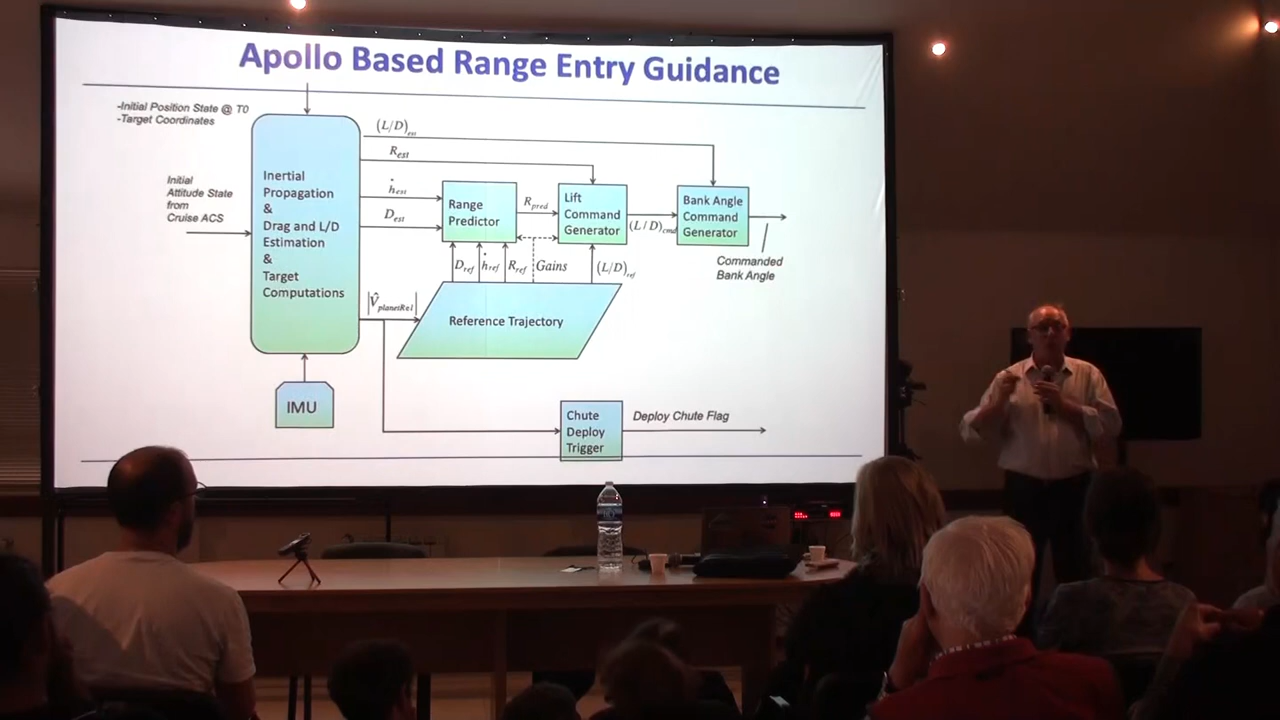 Apollo Based Range Entry Guidance
-Initial Position State @ T0
-Target Coordinates
(L/D)est
Rest
Initial
Attitude State
from
Cruise ACS
Inertial
Propagation
&
Drag and L/D
Estimation
&
Target
Computations
ḣest
Dest
Range
Predictor
Rpred
Lift
Command
Generator
(L/D)cmd
Bank Angle
Command
Generator
Commanded
Bank Angle
Dref
ḣref
Rref
Gains
(L/D)ref
|V̂planetRel|
Reference Trajectory
IMU
Chute
Deploy
Trigger
Deploy Chute Flag